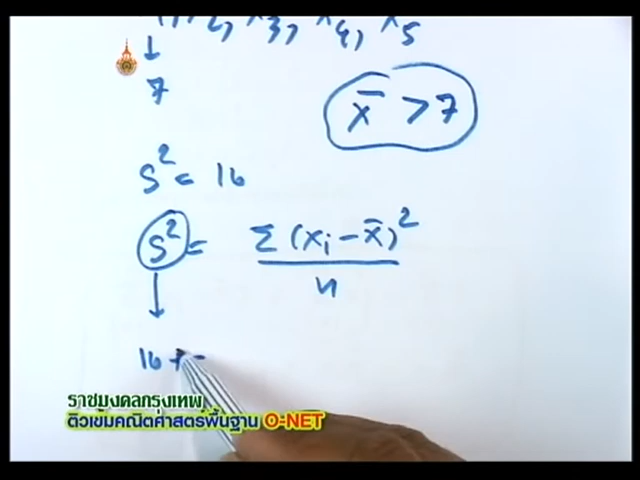 x₃, x₄, x₅
↓
7
x̄ > 7
S² = 16
S² = Σ (xᵢ - x̄)² / n
↓
16
ราชมงคลกรุงเทพ
ติวเข้มคณิตศาสตร์พื้นฐาน O-NET